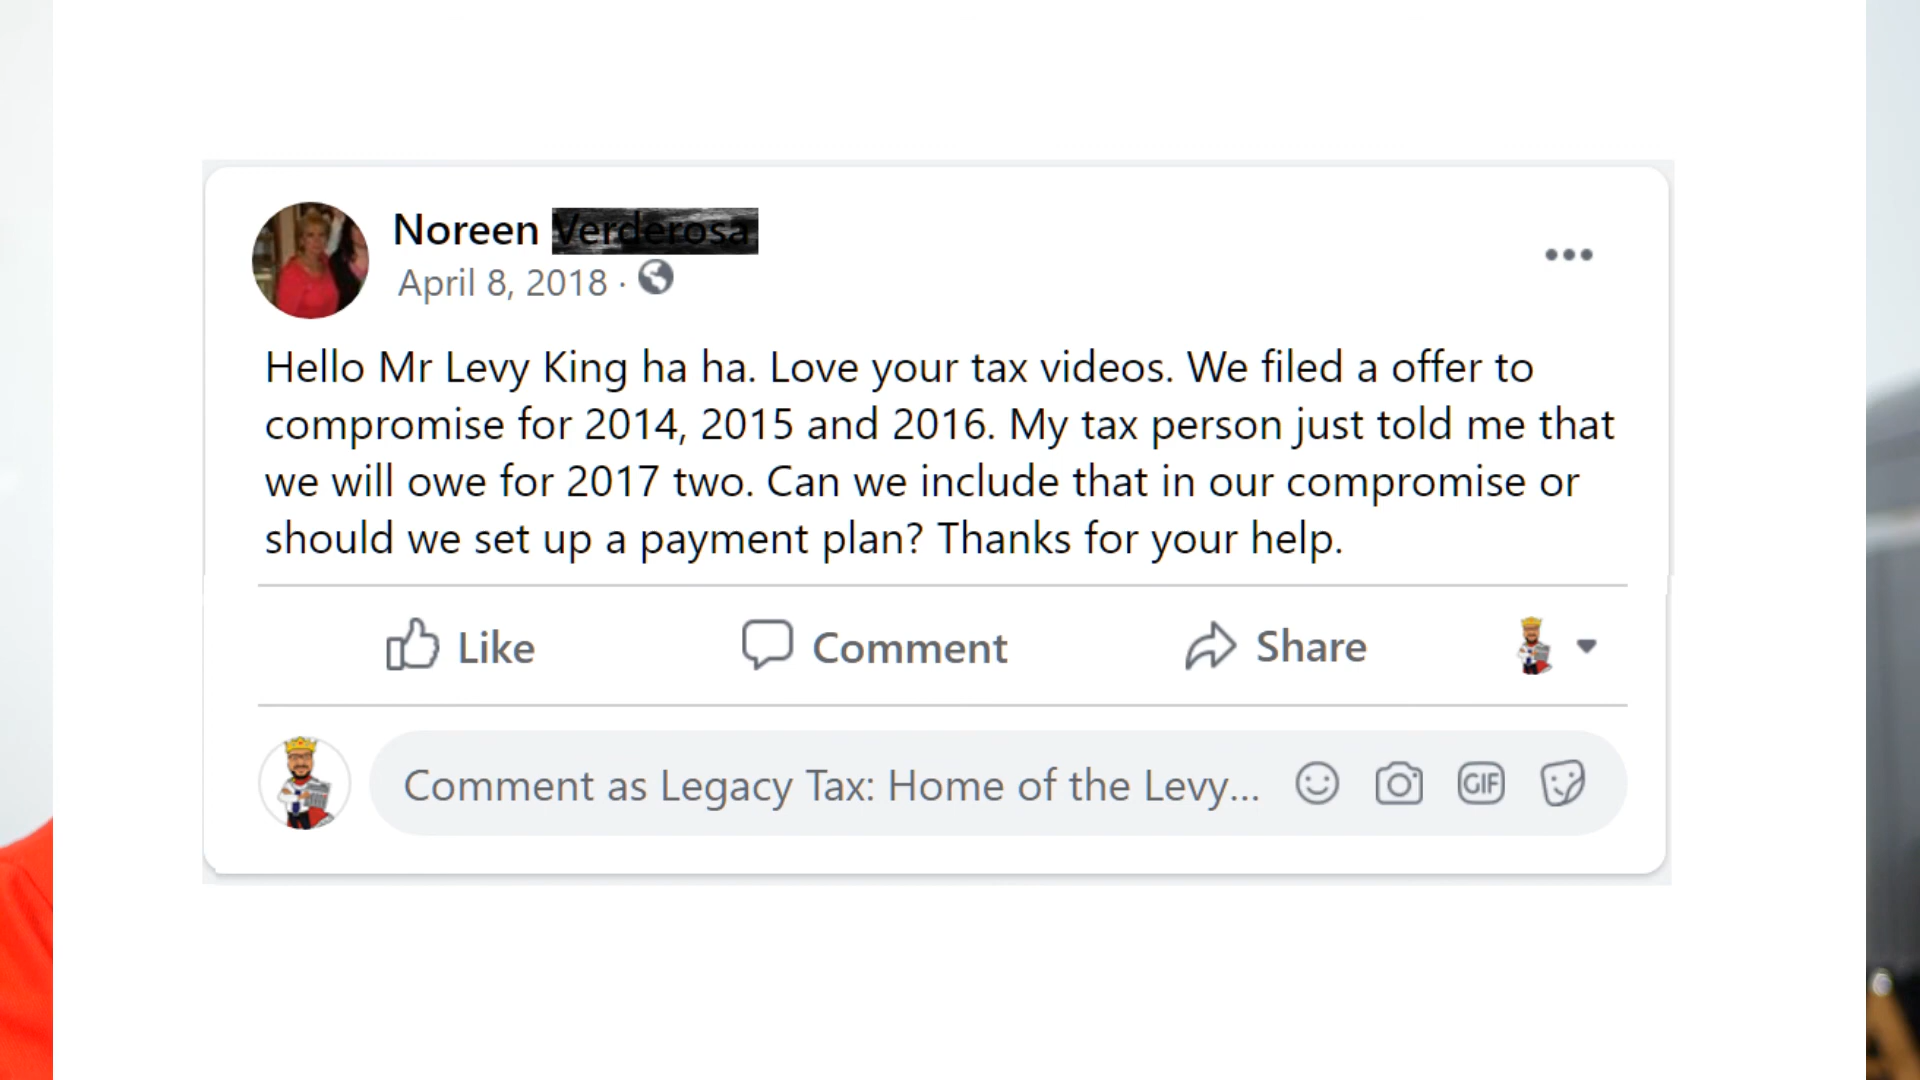 Noreen
April 8, 2018 ·
Hello Mr Levy King ha ha. Love your tax videos. We filed a offer to
compromise for 2014, 2015 and 2016. My tax person just told me that
we will owe for 2017 two. Can we include that in our compromise or
should we set up a payment plan? Thanks for your help.
Like Comment Share
Comment as Legacy Tax: Home of the Levy... GIF